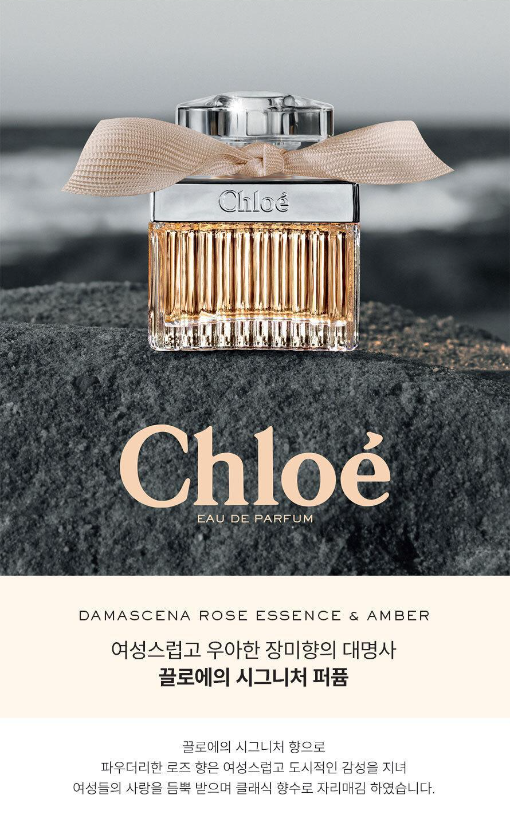 Chloé
Chloé
EAU DE PARFUM
DAMASCENA ROSE ESSENCE & AMBER
여성스럽고 우아한 장미향의 대명사
끌로에의 시그니처 퍼퓸
끌로에의 시그니처 향으로
파우더리한 로즈 향은 여성스럽고 도시적인 감성을 지녀
여성들의 사랑을 듬뿍 받으며 클래식 향수로 자리매김 하였습니다.